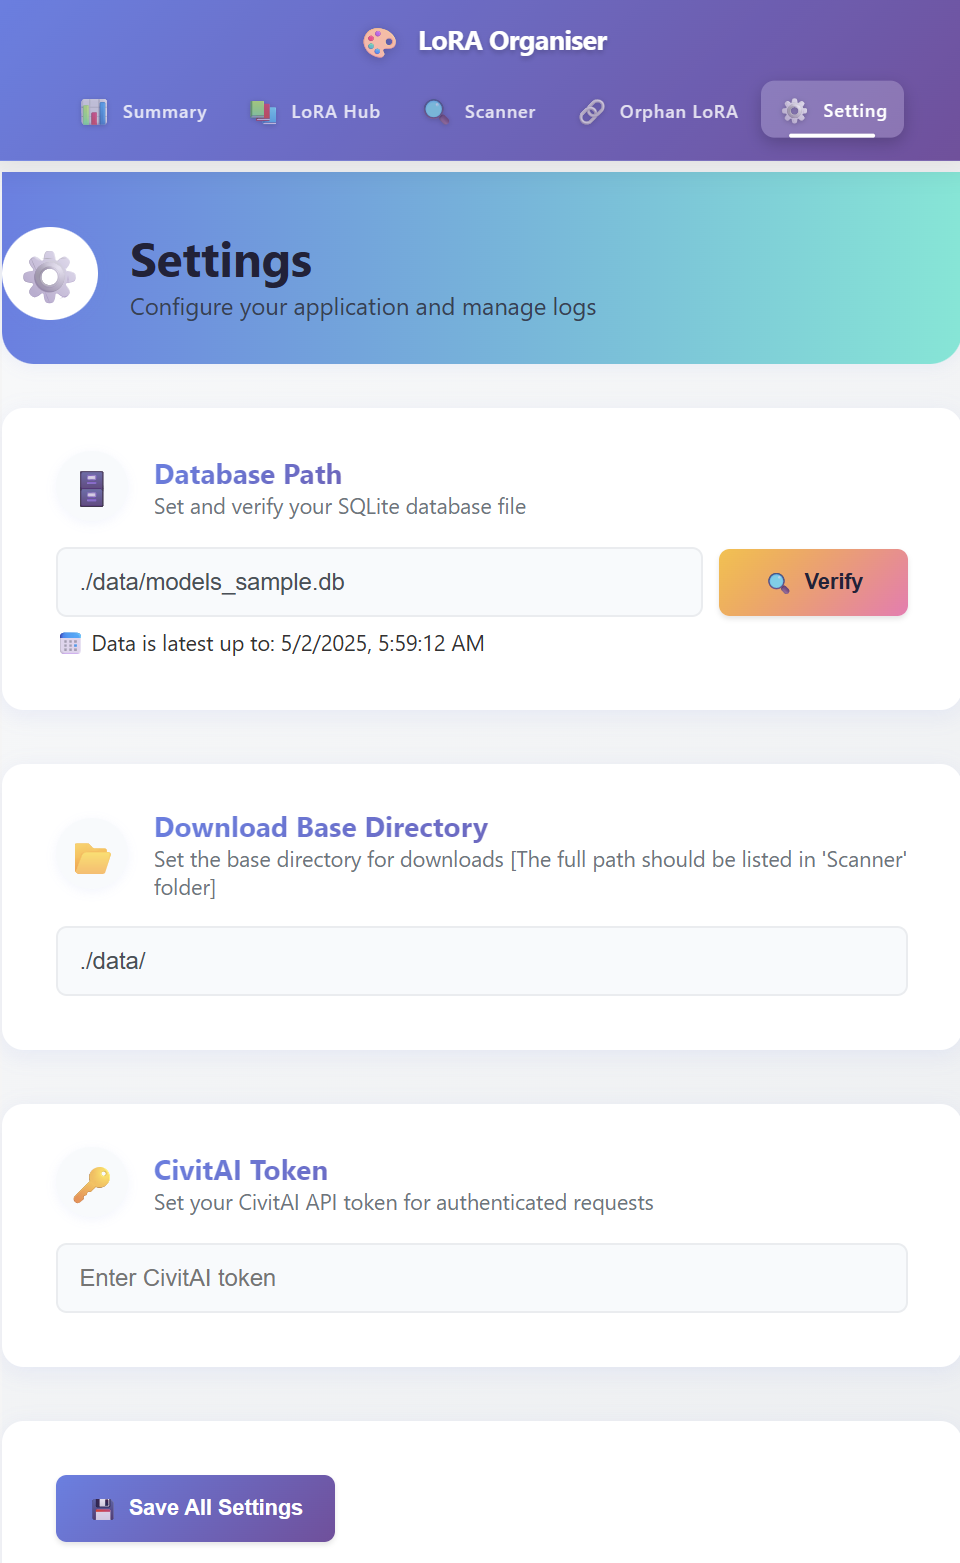 LoRA Organiser
Summary
LoRA Hub
Scanner
Orphan LoRA
Setting
Settings
Configure your application and manage logs
Database Path
Set and verify your SQLite database file
./data/models_sample.db
Verify
Data is latest up to: 5/2/2025, 5:59:12 AM
Download Base Directory
Set the base directory for downloads [The full path should be listed in 'Scanner'
folder]
./data/
CivitAI Token
Set your CivitAI API token for authenticated requests
Enter CivitAI token
Save All Settings